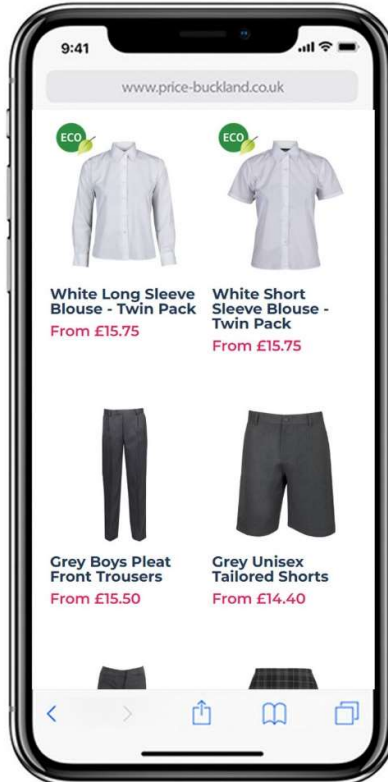 9:41
www.price-buckland.co.uk
ECO
ECO
White Long Sleeve
Blouse - Twin Pack
From £15.75
White Short
Sleeve Blouse -
Twin Pack
From £15.75
Grey Boys Pleat
Front Trousers
From £15.50
Grey Unisex
Tailored Shorts
From £14.40